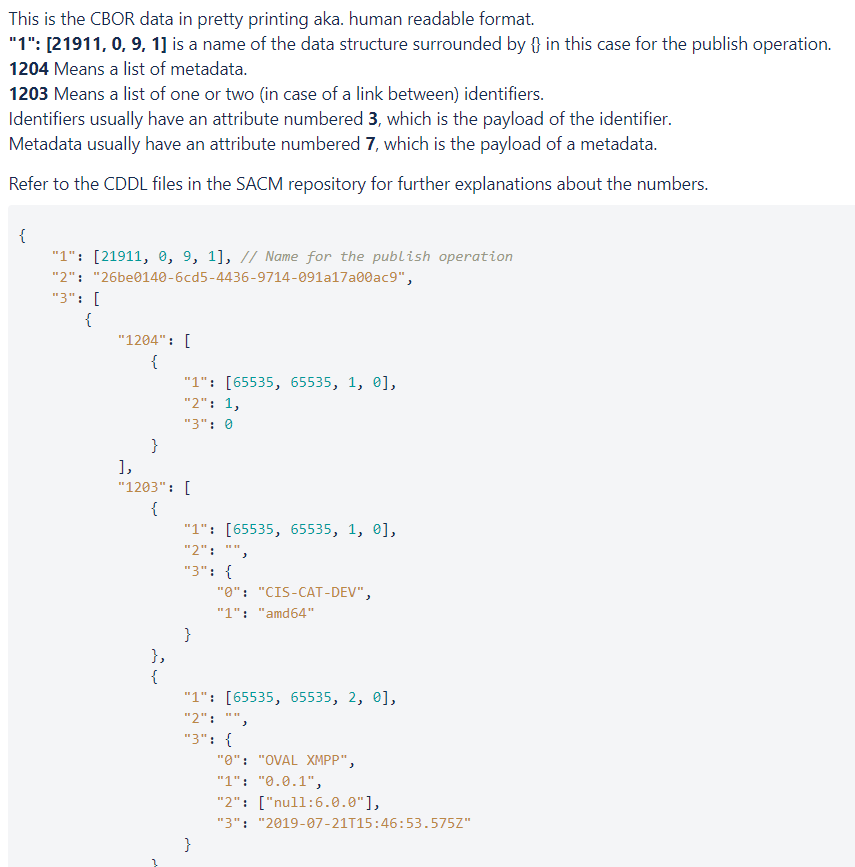 This is the CBOR data in pretty printing aka. human readable format.
"1": [21911, 0, 9, 1] is a name of the data structure surrounded by {} in this case for the publish operation.
1204 Means a list of metadata.
1203 Means a list of one or two (in case of a link between) identifiers.
Identifiers usually have an attribute numbered 3, which is the payload of the identifier.
Metadata usually have an attribute numbered 7, which is the payload of a metadata.
Refer to the CDDL files in the SACM repository for further explanations about the numbers.
{
    "1": [21911, 0, 9, 1], // Name for the publish operation
    "2": "26be0140-6cd5-4436-9714-091a17a00ac9",
    "3": [
        {
            "1204": [
                {
                    "1": [65535, 65535, 1, 0],
                    "2": 1,
                    "3": 0
                }
            ],
            "1203": [
                {
                    "1": [65535, 65535, 1, 0],
                    "2": "",
                    "3": {
                        "0": "CIS-CAT-DEV",
                        "1": "amd64"
                    }
                },
                {
                    "1": [65535, 65535, 2, 0],
                    "2": "",
                    "3": {
                        "0": "OVAL XMPP",
                        "1": "0.0.1",
                        "2": ["null:6.0.0"],
                        "3": "2019-07-21T15:46:53.575Z"
                    }
                }